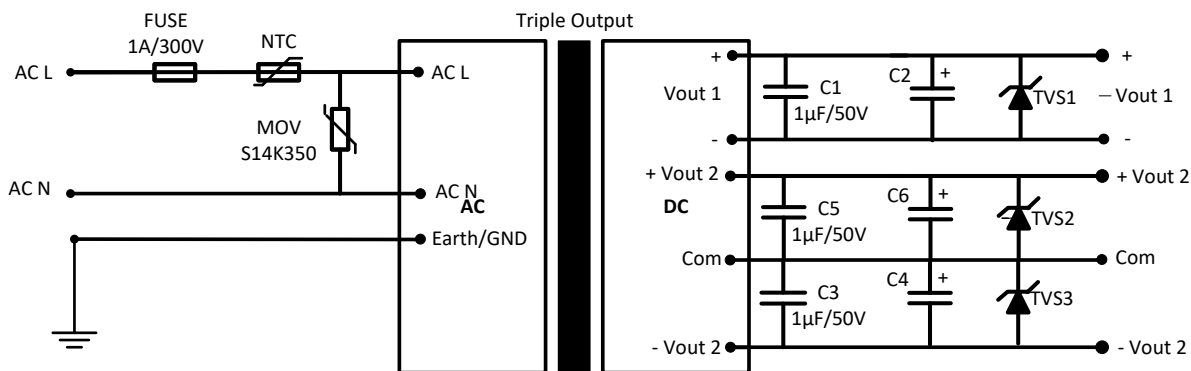 Triple Output
FUSE
1A/300V
NTC
AC L
AC L
MOV
S14K350
AC N
AC N
AC
Earth/GND
+
Vout 1
-
+ Vout 2
DC
Com
- Vout 2
C1
1µF/50V
C2
+
TVS1
+
Vout 1
-
C5
1µF/50V
C6
+
TVS2
+ Vout 2
Com
C3
1µF/50V
C4
+
TVS3
- Vout 2